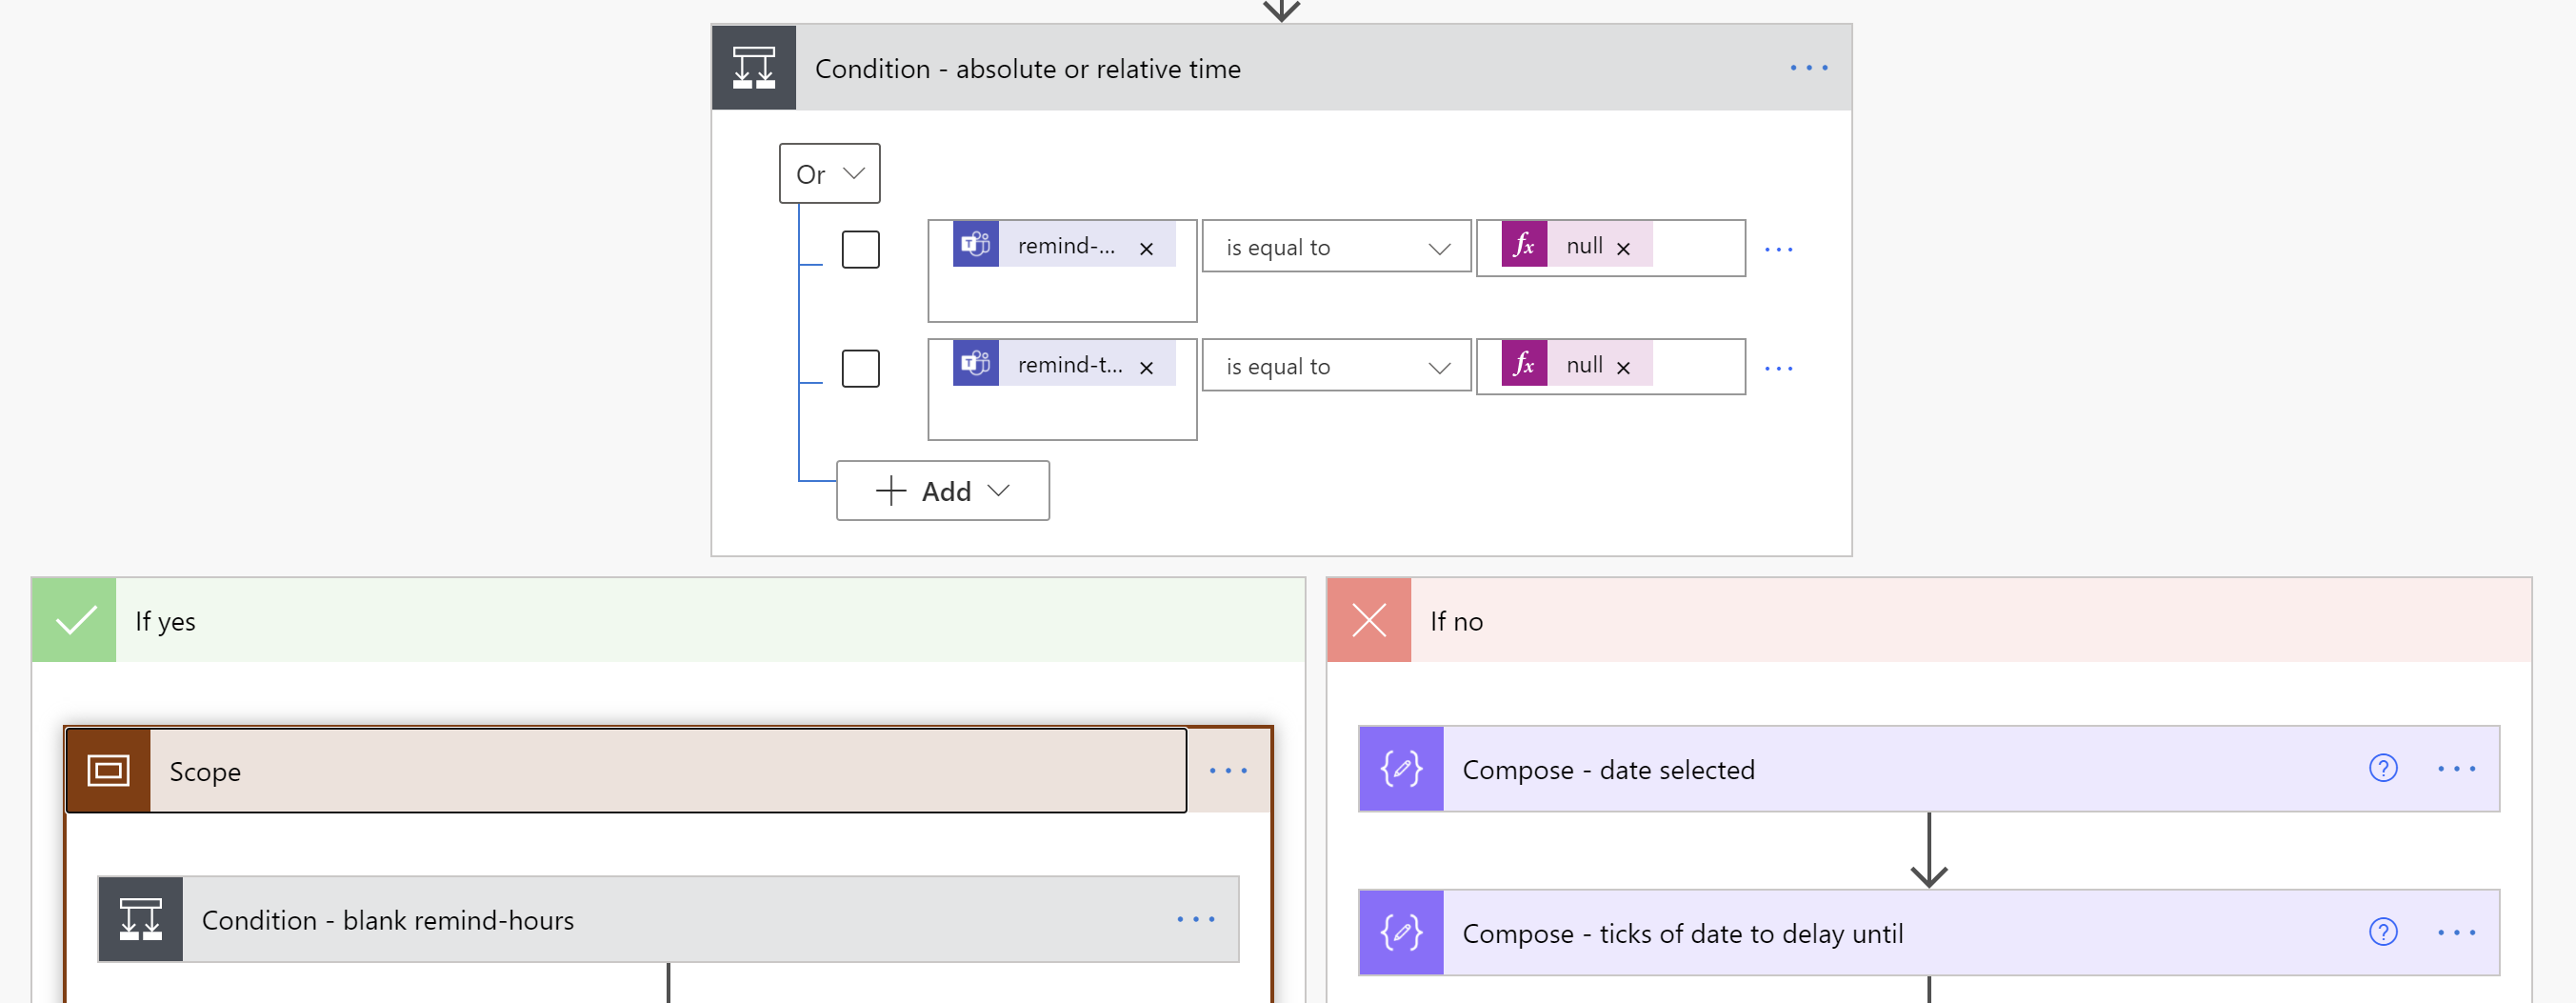 Condition - absolute or relative time
Or
remind-... × is equal to fx null ×
remind-t... × is equal to fx null ×
+ Add
If yes
If no
Scope
Compose - date selected
Condition - blank remind-hours
Compose - ticks of date to delay until